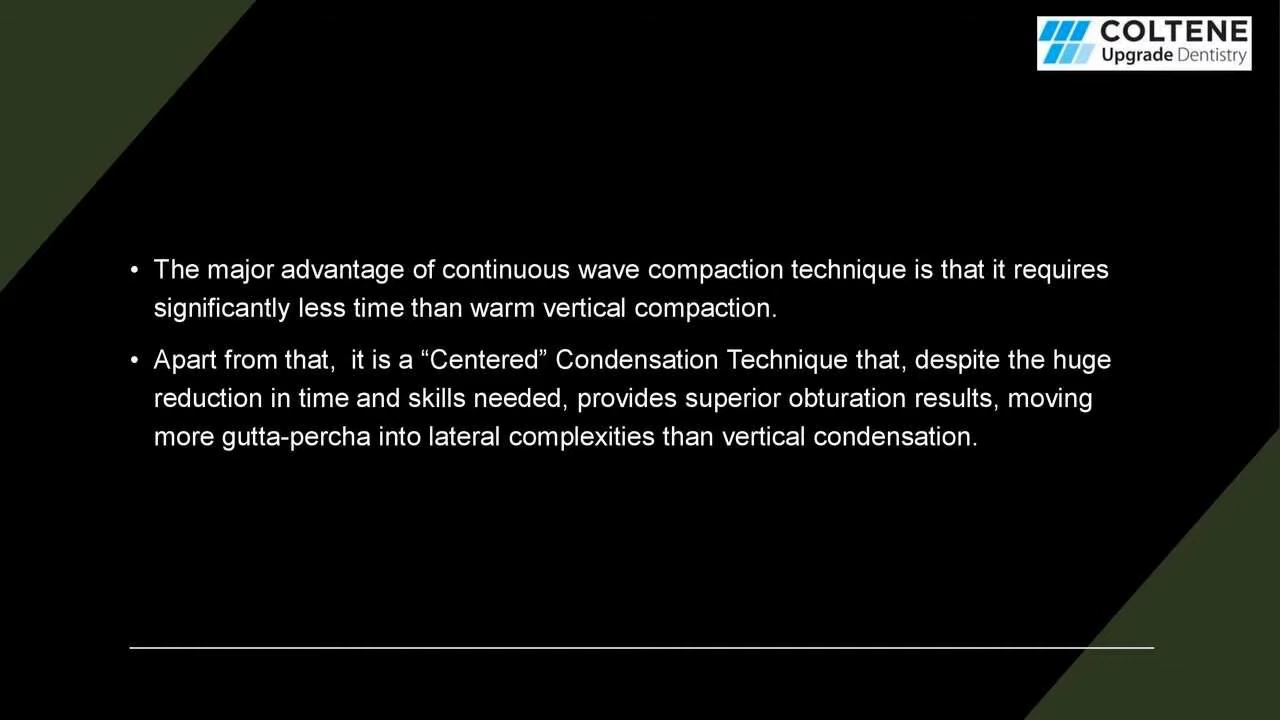 COLTENE
Upgrade Dentistry
• The major advantage of continuous wave compaction technique is that it requires
significantly less time than warm vertical compaction.
• Apart from that,  it is a “Centered” Condensation Technique that, despite the huge
reduction in time and skills needed, provides superior obturation results, moving
more gutta-percha into lateral complexities than vertical condensation.